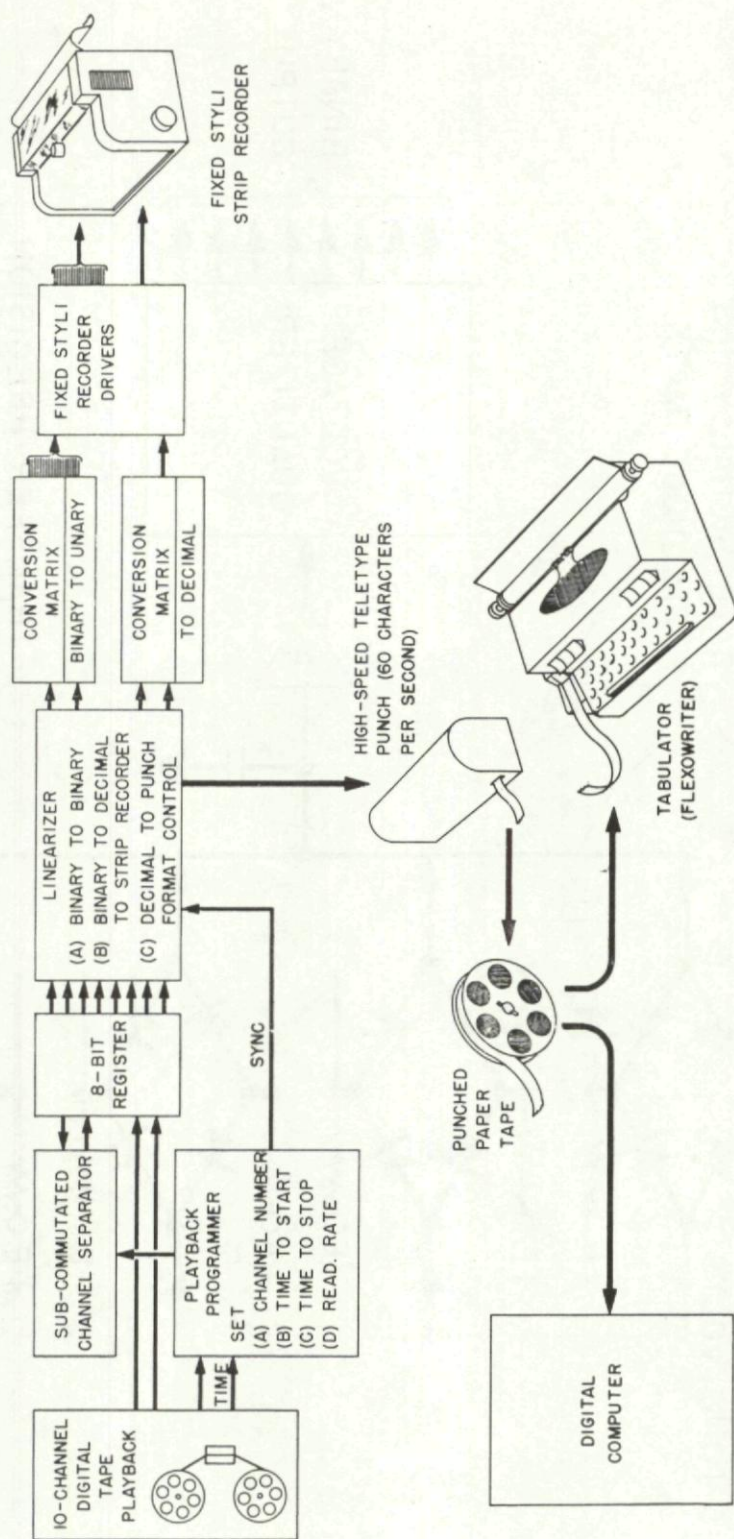 10-CHANNEL
DIGITAL
TAPE
PLAYBACK
TIME
SUB-COMMUTATED
CHANNEL SEPARATOR
PLAYBACK
PROGRAMMER
SET
(A) CHANNEL NUMBER
(B) TIME TO START
(C) TIME TO STOP
(D) READ. RATE
8-BIT
REGISTER
SYNC
LINEARIZER
(A) BINARY TO BINARY
(B) BINARY TO DECIMAL
TO STRIP RECORDER
(C) DECIMAL TO PUNCH
FORMAT CONTROL
CONVERSION
MATRIX
BINARY TO UNARY
CONVERSION
MATRIX
TO DECIMAL
FIXED STYLI
RECORDER
DRIVERS
FIXED STYLI
STRIP RECORDER
HIGH-SPEED TELETYPE
PUNCH (60 CHARACTERS
PER SECOND)
PUNCHED
PAPER
TAPE
TABULATOR
(FLEXOWRITER)
DIGITAL
COMPUTER